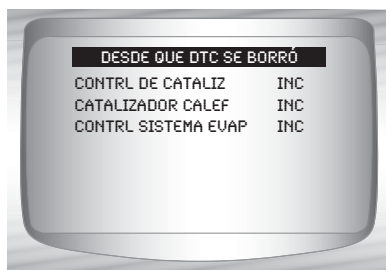 DESDE QUE DTC SE BORRÓ
CONTRL DE CATALIZ INC
CATALIZADOR CALEF INC
CONTRL SISTEMA EVAP INC